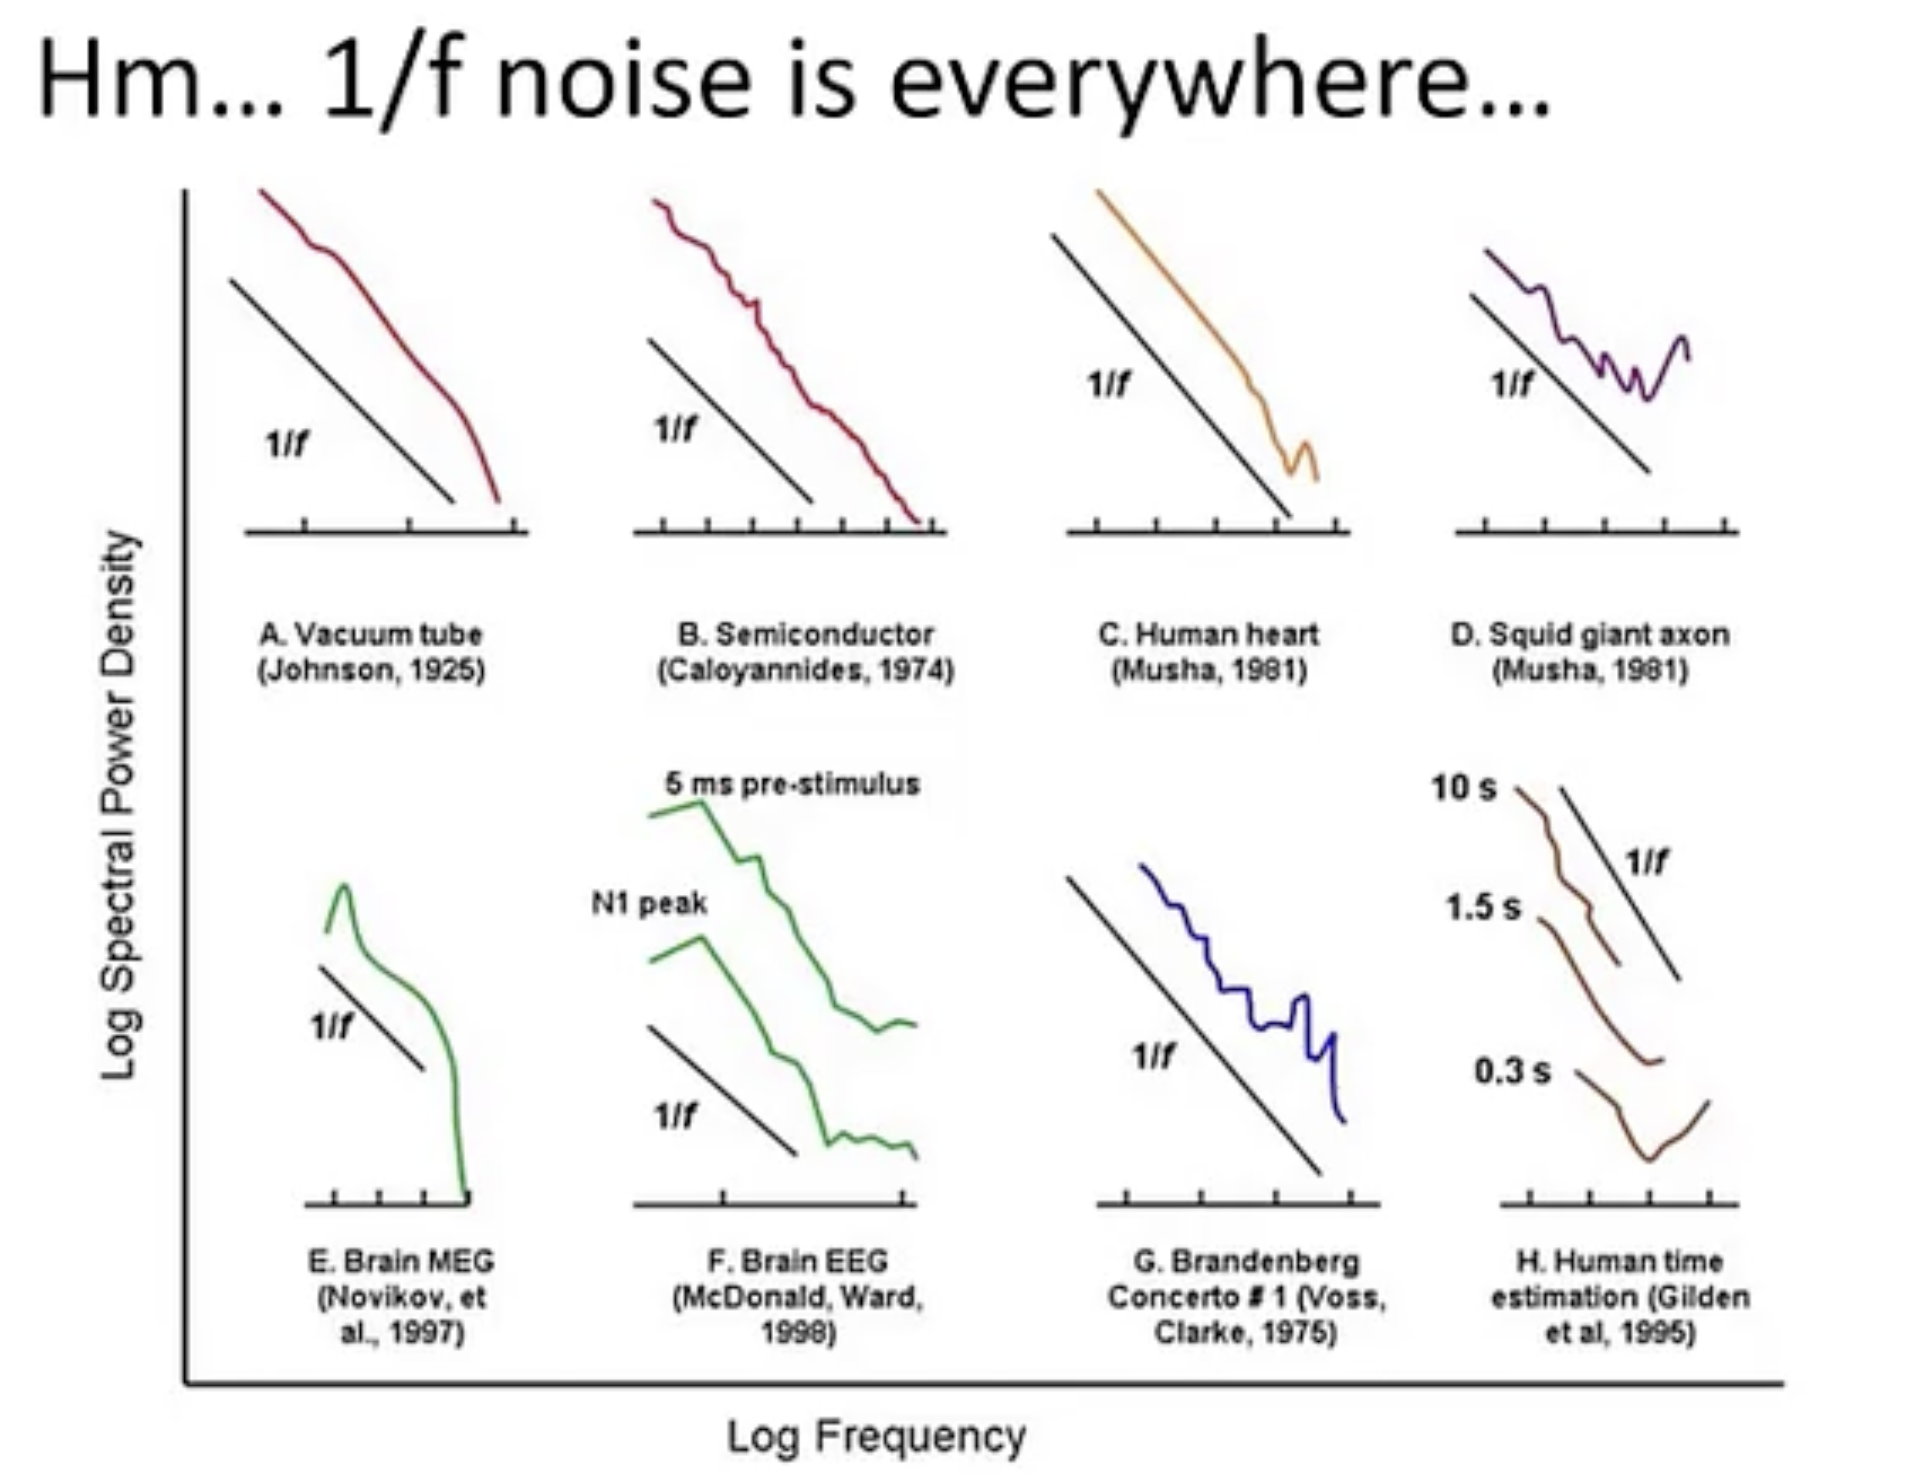 Hm... 1/f noise is everywhere...
Log Spectral Power Density
1/f
1/f
1/f
1/f
A. Vacuum tube
(Johnson, 1925)
B. Semiconductor
(Caloyannides, 1974)
C. Human heart
(Musha, 1981)
D. Squid giant axon
(Musha, 1981)
1/f
E. Brain MEG
(Novikov, et
al., 1997)
5 ms pre-stimulus
N1 peak
1/f
F. Brain EEG
(McDonald, Ward,
1998)
1/f
G. Brandenberg
Concerto # 1 (Voss,
Clarke, 1975)
10 s
1/f
1.5 s
0.3 s
H. Human time
estimation (Gilden
et al, 1995)
Log Frequency